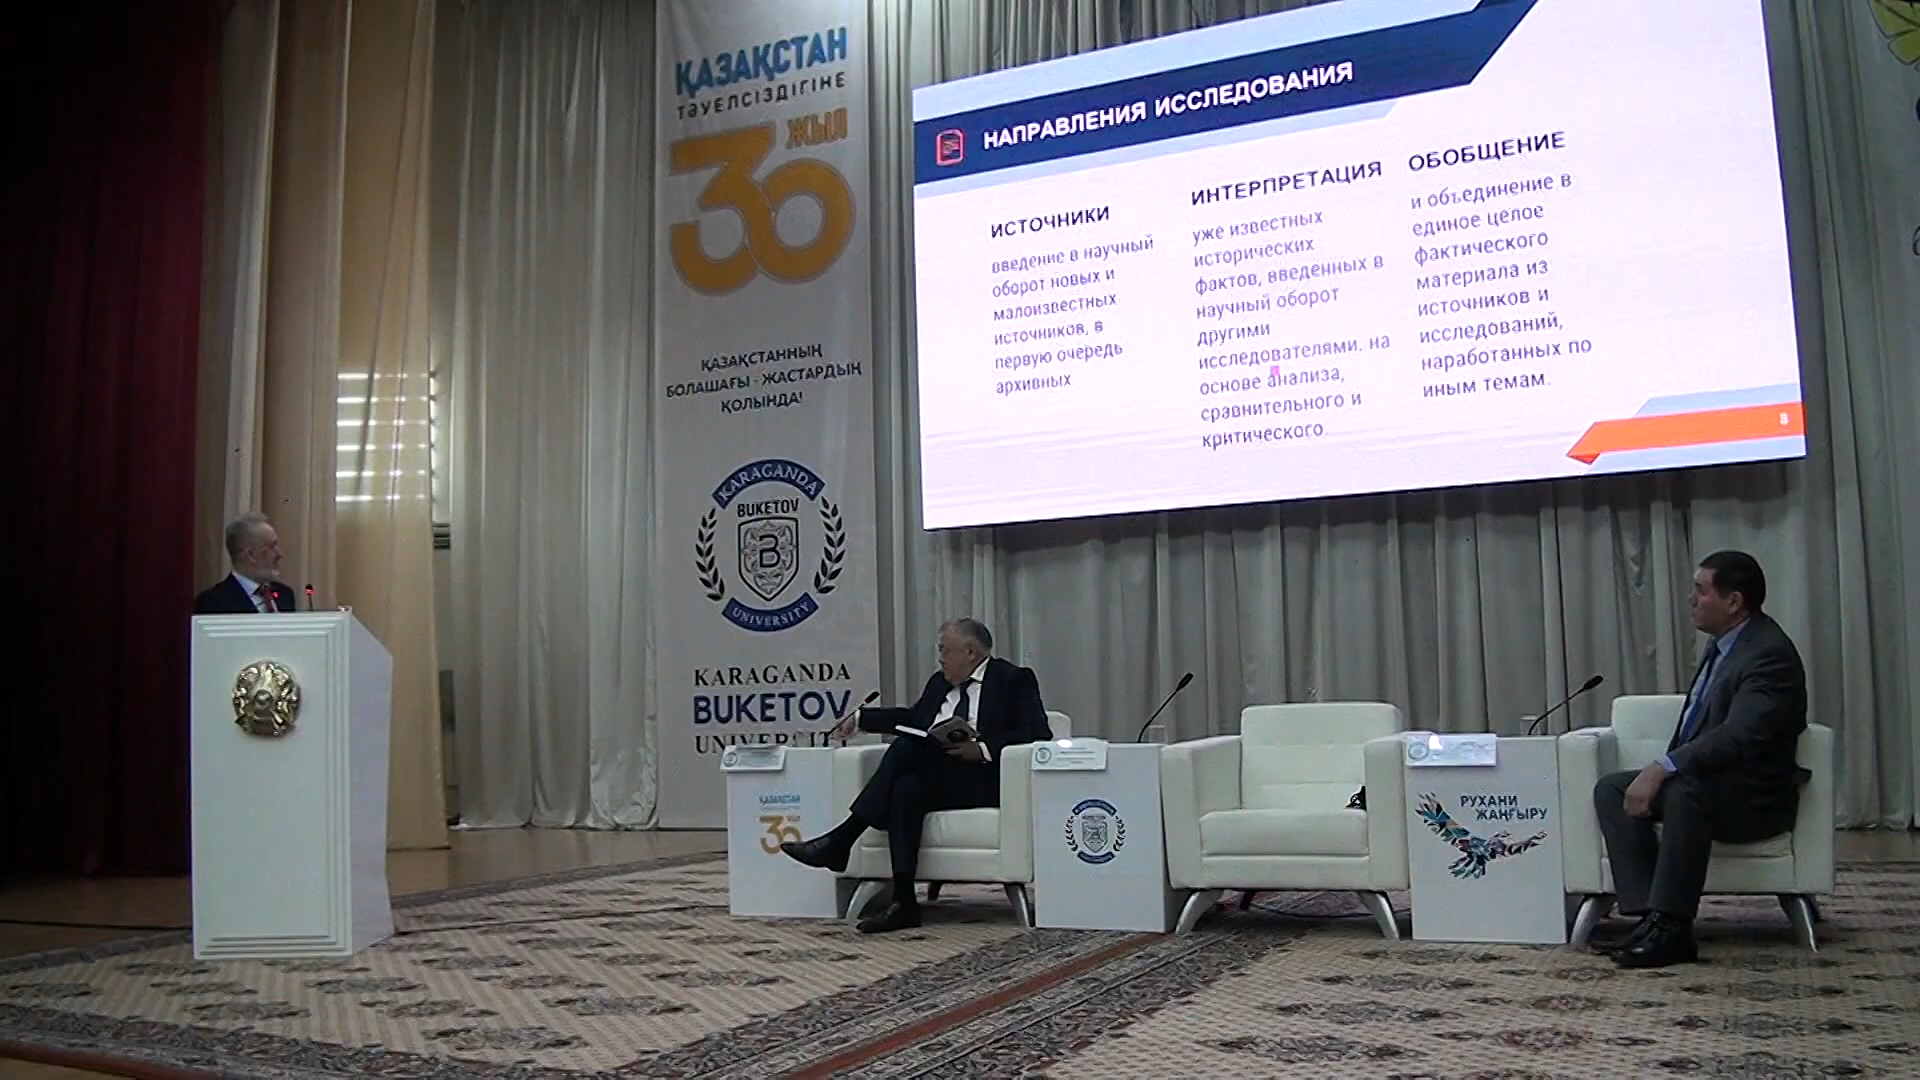 ҚАЗАҚСТАН
ТӘУЕЛСІЗДІГІНЕ
30 ЖЫЛ
ҚАЗАҚСТАННЫҢ
БОЛАШАҒЫ - ЖАСТАРДЫҢ
ҚОЛЫНДА!
KARAGANDA
BUKETOV
B
UNIVERSITY
KARAGANDA
BUKETOV
UNIVERSITY
НАПРАВЛЕНИЯ ИССЛЕДОВАНИЯ
ИСТОЧНИКИ
введение в научный
оборот новых и
малоизвестных
источников, в
первую очередь
архивных.
ИНТЕРПРЕТАЦИЯ
уже известных
исторических
фактов, введенных в
научный оборот
другими
исследователями. на
основе анализа,
сравнительного и
критического.
ОБОБЩЕНИЕ
и объединение в
единое целое
фактического
материала из
источников и
исследований,
наработанных по
иным темам.
8
ҚАЗАҚСТАН
30
РУХАНИ
ЖАҢҒЫРУ